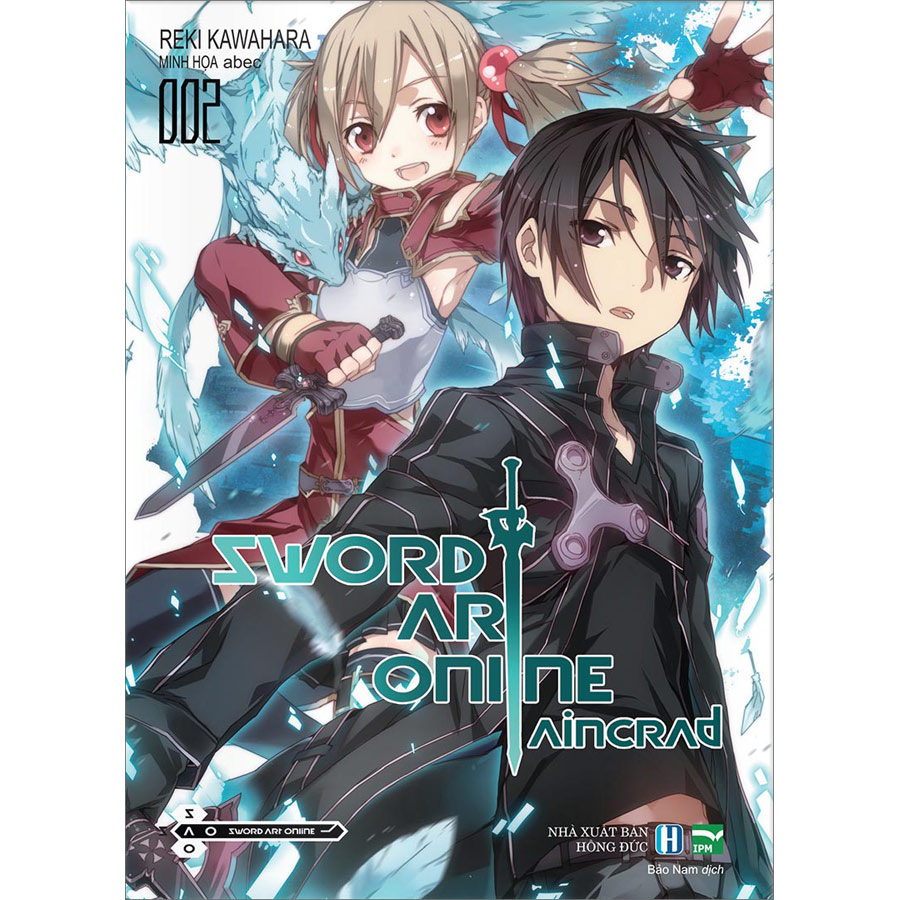 REKI KAWAHARA
MINH HỌA abec
002
SWORD
ART
ONLINE
AINCRAD
SAO
SWORD ART ONLINE
NHÀ XUẤT BẢN
HỒNG ĐỨC
H
IPM
Bảo Nam dịch